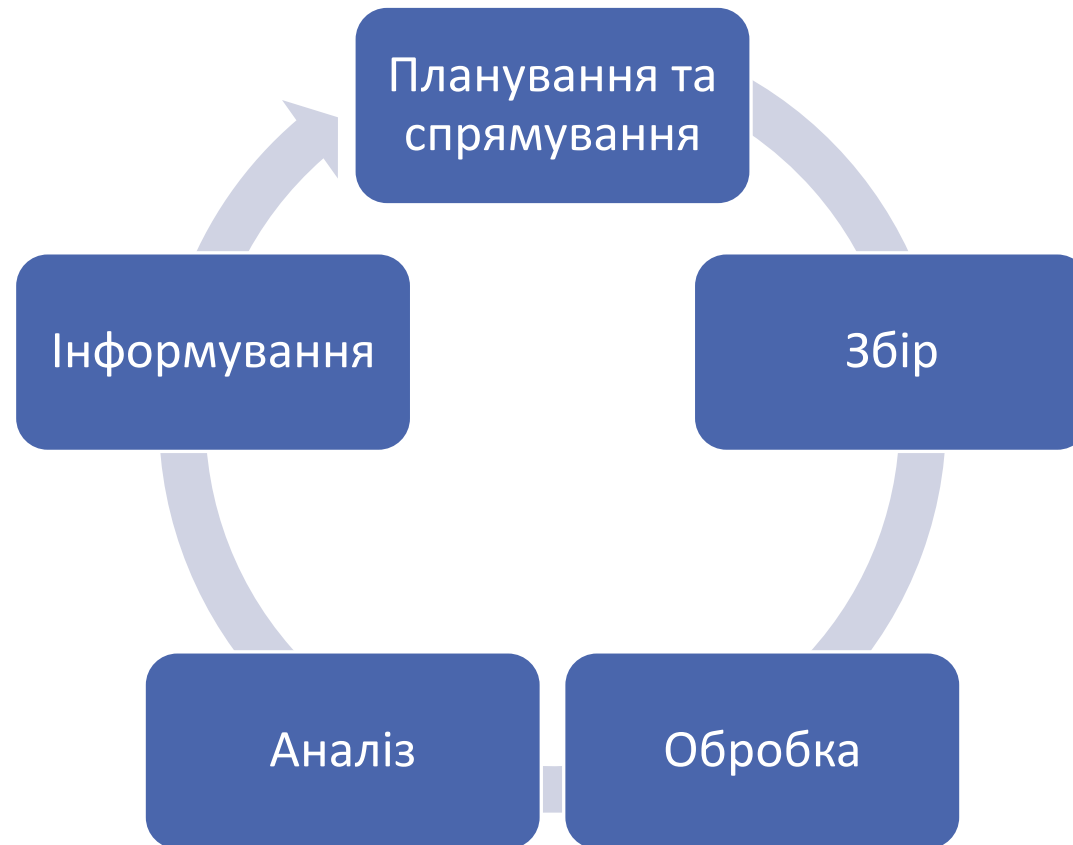 Планування та
спрямування
Збір
Обробка
Аналіз
Інформування